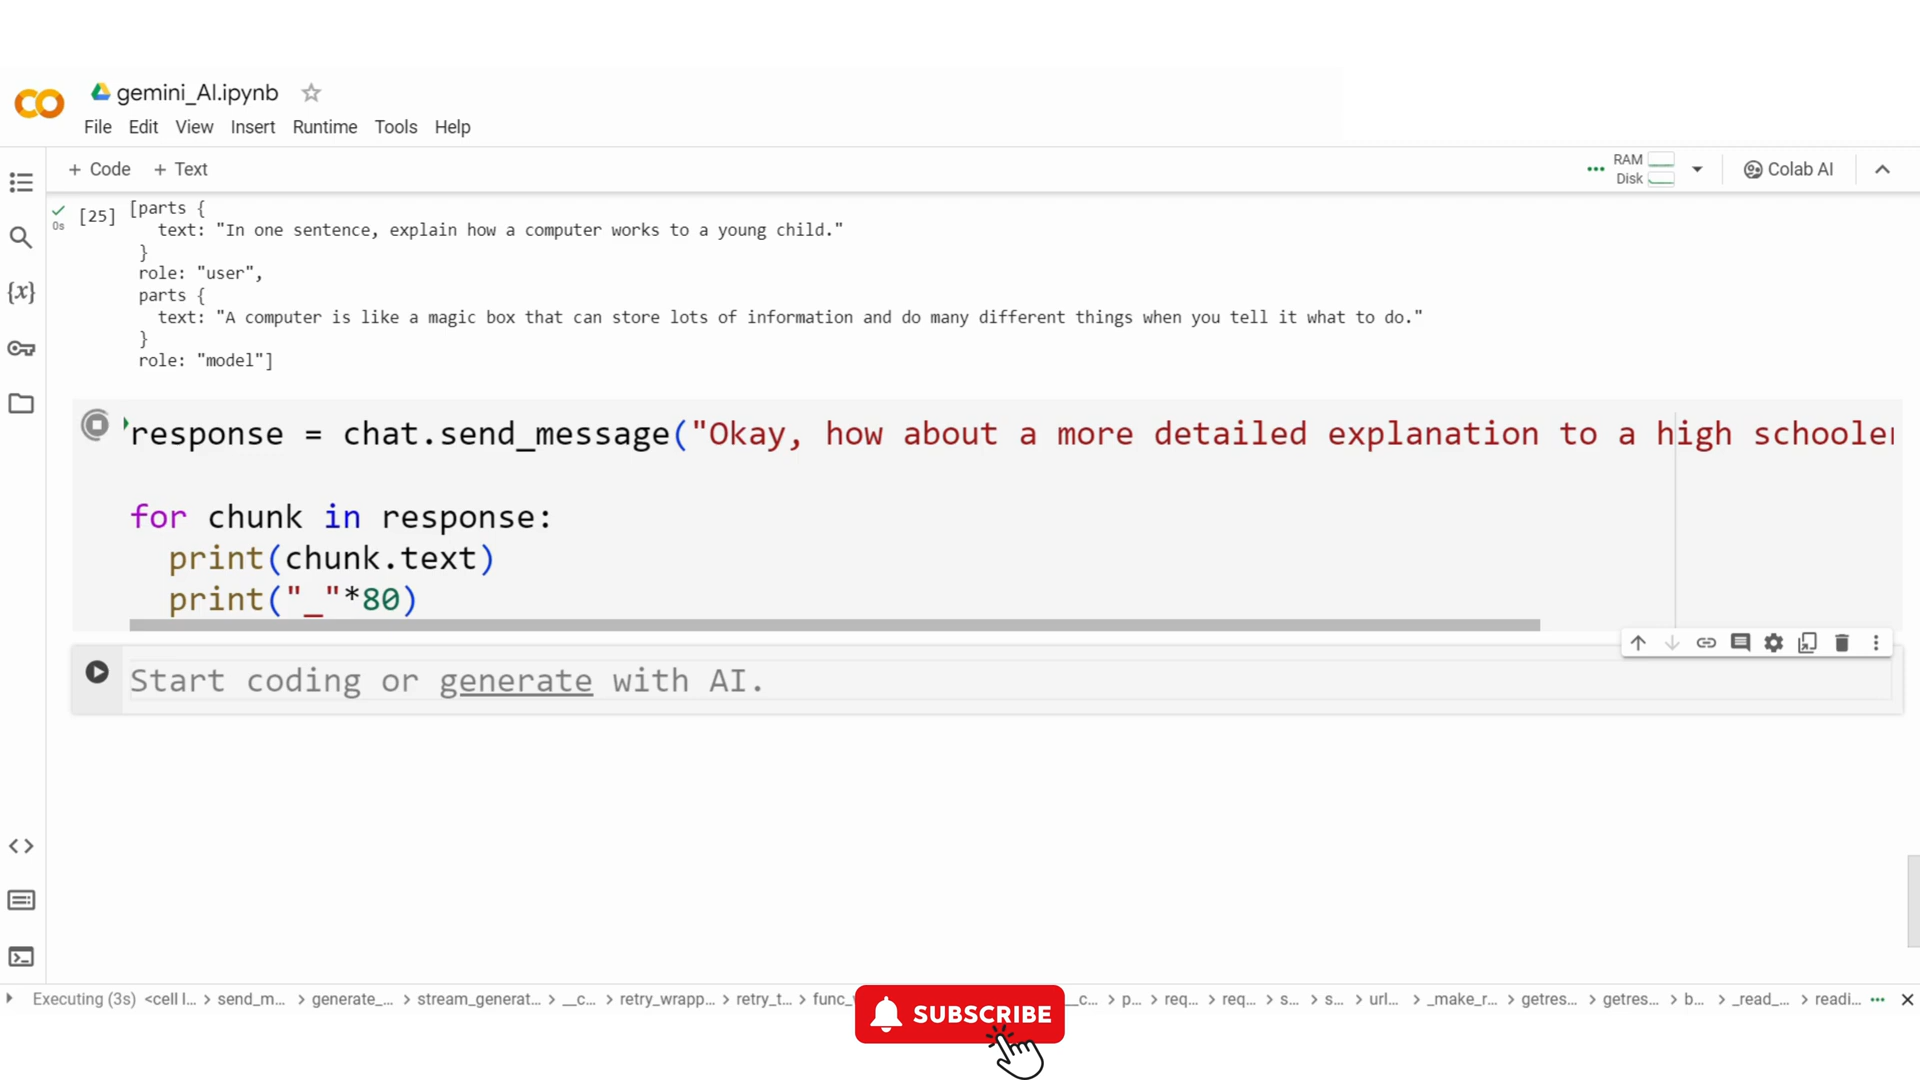 gemini_AI.ipynb
File Edit View Insert Runtime Tools Help
+ Code + Text
RAM
Disk
Colab AI
0s
[25]
[parts {
text: "In one sentence, explain how a computer works to a young child."
}
role: "user",
parts {
text: "A computer is like a magic box that can store lots of information and do many different things when you tell it what to do."
}
role: "model"]
response = chat.send_message("Okay, how about a more detailed explanation to a high schooler
for chunk in response:
print(chunk.text)
print("_"*80)
Start coding or generate with AI.
Executing (3s) <cell l... > send_m... > generate_... > stream_generat... > __c... > retry_wrapp... > retry_t... > func_ __c... > p... > req... > req... > s... > s... > url... > _make_r... > getres... > getres... > b... > _read_... > readi...
SUBSCRIBE